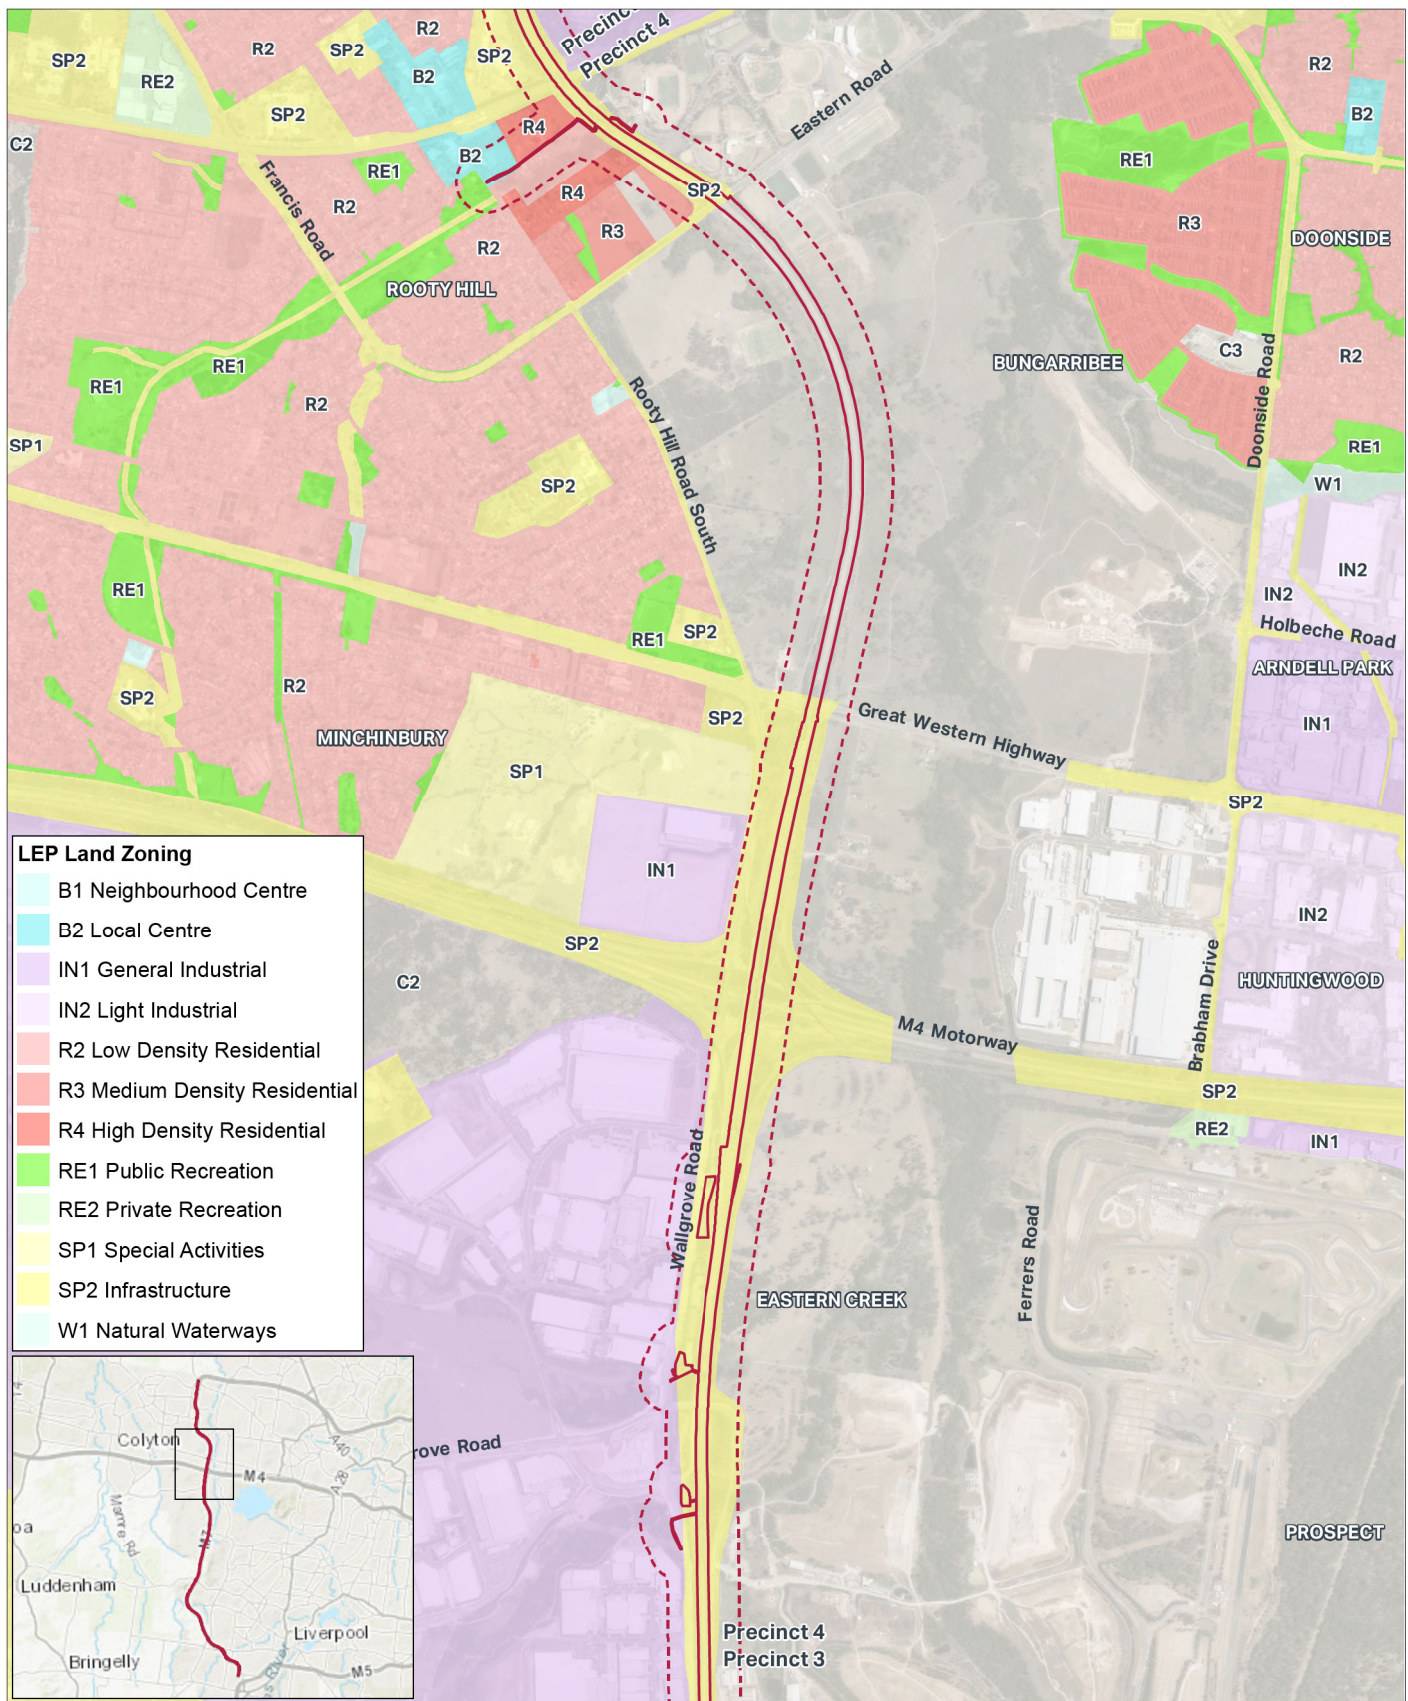 Precinct 4
SP2
RE2
R2
SP2
R2
B2
SP2
SP2
Eastern Road
R2
B2
C2
R4
B2
RE1
RE1
Francis Road
R2
R4
SP2
R3
R3
R2
DOONSIDE
ROOTY HILL
C3
R2
BUNGARRIBEE
Doonside Road
RE1
RE1
R2
Rooty Hill Road South
SP1
RE1
SP2
W1
IN2
RE1
IN2
Holbeche Road
RE1
SP2
ARNDELL PARK
SP2
R2
SP2
Great Western Highway
IN1
MINCHINBURY
SP1
SP2
IN1
IN2
SP2
C2
Brabham Drive
HUNTINGWOOD
M4 Motorway
SP2
RE2
IN1
Wallgrove Road
Ferrers Road
EASTERN CREEK
rove Road
PROSPECT
Precinct 4
Precinct 3
LEP Land Zoning
B1 Neighbourhood Centre
B2 Local Centre
IN1 General Industrial
IN2 Light Industrial
R2 Low Density Residential
R3 Medium Density Residential
R4 High Density Residential
RE1 Public Recreation
RE2 Private Recreation
SP1 Special Activities
SP2 Infrastructure
W1 Natural Waterways
Colyton
A40
M4
A28
Mamre Rd
oa
M7
Luddenham
Liverpool
Bringelly
M5